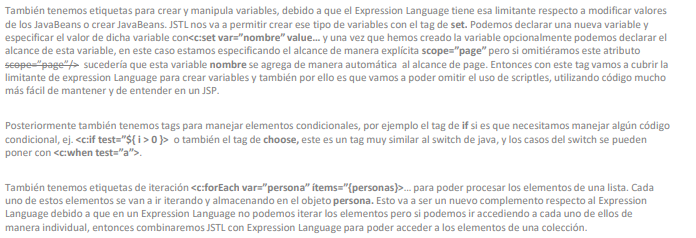 También tenemos etiquetas para crear y manipula variables, debido a que el Expression Language tiene esa limitante respecto a modificar valores
de los JavaBeans o crear JavaBeans. JSTL nos va a permitir crear ese tipo de variables con el tag de set. Podemos declarar una nueva variable y
especificar el valor de dicha variable con<c:set var="nombre" value... y una vez que hemos creado la variable opcionalmente podemos declarar el
alcance de esta variable, en este caso estamos especificando el alcance de manera explícita scope="page" pero si omitiéramos este atributo
scope="page"/> sucedería que esta variable nombre se agrega de manera automática al alcance de page. Entonces con este tag vamos a cubrir la
limitante de expression Language para crear variables y también por ello es que vamos a poder omitir el uso de scriptles, utilizando código mucho
más fácil de mantener y de entender en un JSP.
Posteriormente también tenemos tags para manejar elementos condicionales, por ejemplo el tag de if si es que necesitamos manejar algún código
condicional, ej. <c:if test="${ i > 0 }> o también el tag de choose, este es un tag muy similar al switch de java, y los casos del switch se pueden
poner con <c:when test="a">.
También tenemos etiquetas de iteración <c:forEach var="persona" ítems="{personas}>... para poder procesar los elementos de una lista. Cada
uno de estos elementos se van a ir iterando y almacenando en el objeto persona. Esto va a ser un nuevo complemento respecto al Expression
Language debido a que en un Expression Language no podemos iterar los elementos pero si podemos ir accediendo a cada uno de ellos de
manera individual, entonces combinaremos JSTL con Expression Language para poder acceder a los elementos de una colección.